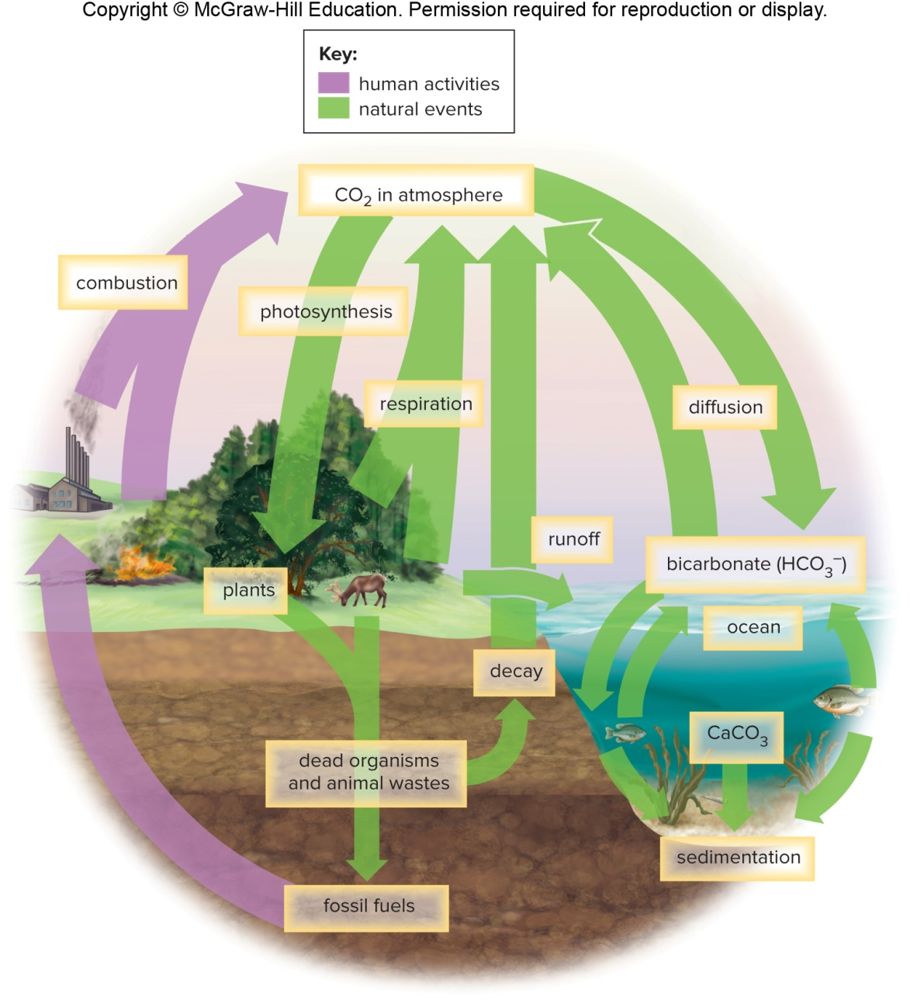 Copyright © McGraw-Hill Education. Permission required for reproduction or display.
Key:
human activities
natural events
CO₂ in atmosphere
combustion
photosynthesis
respiration
diffusion
runoff
bicarbonate (HCO₃⁻)
plants
ocean
decay
CaCO₃
dead organisms
and animal wastes
sedimentation
fossil fuels